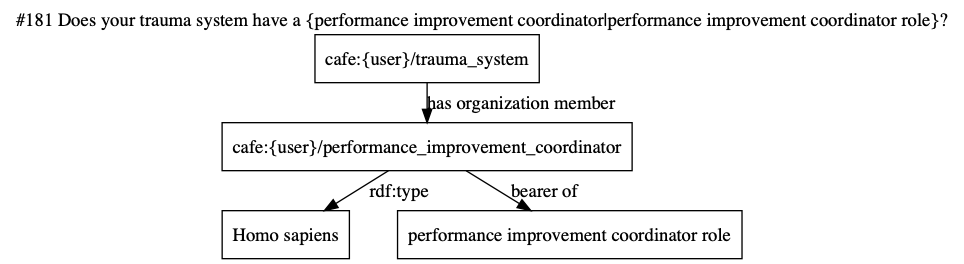 #181 Does your trauma system have a {performance improvement coordinator|performance improvement coordinator role}?
cafe:{user}/trauma_system
has organization member
cafe:{user}/performance_improvement_coordinator
rdf:type
bearer of
Homo sapiens
performance improvement coordinator role